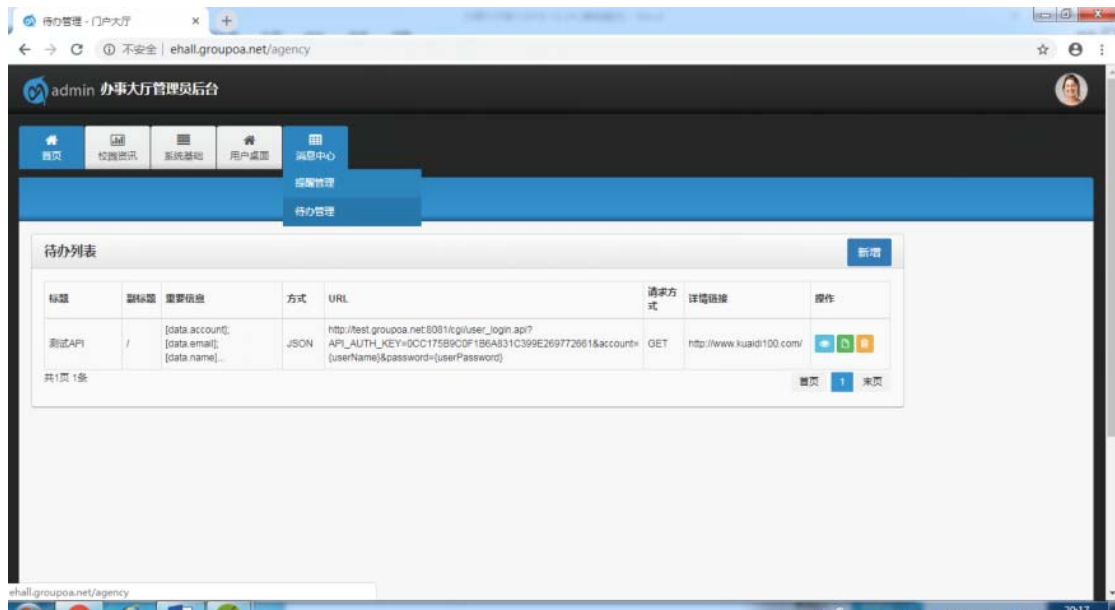 待办管理 - 门户大厅
不安全 | ehall.groupoa.net/agency
admin 办事大厅管理员后台
首页
校园资讯
系统基础
用户桌面
消息中心
提醒管理
待办管理
待办列表
新增
标题 副标题 重要信息 方式 URL 请求方式 详情链接 操作
测试API / [data.account]; [data.email]; [data.name]... JSON http://test.groupoa.net:8081/cgi/user_login.api?API_AUTH_KEY=0CC175B9C0F1B6A831C399E269772661&account={userName}&password={userPassword} GET http://www.kuaidi100.com/
共1页 1条
首页 1 末页
ehall.groupoa.net/agency
20:17